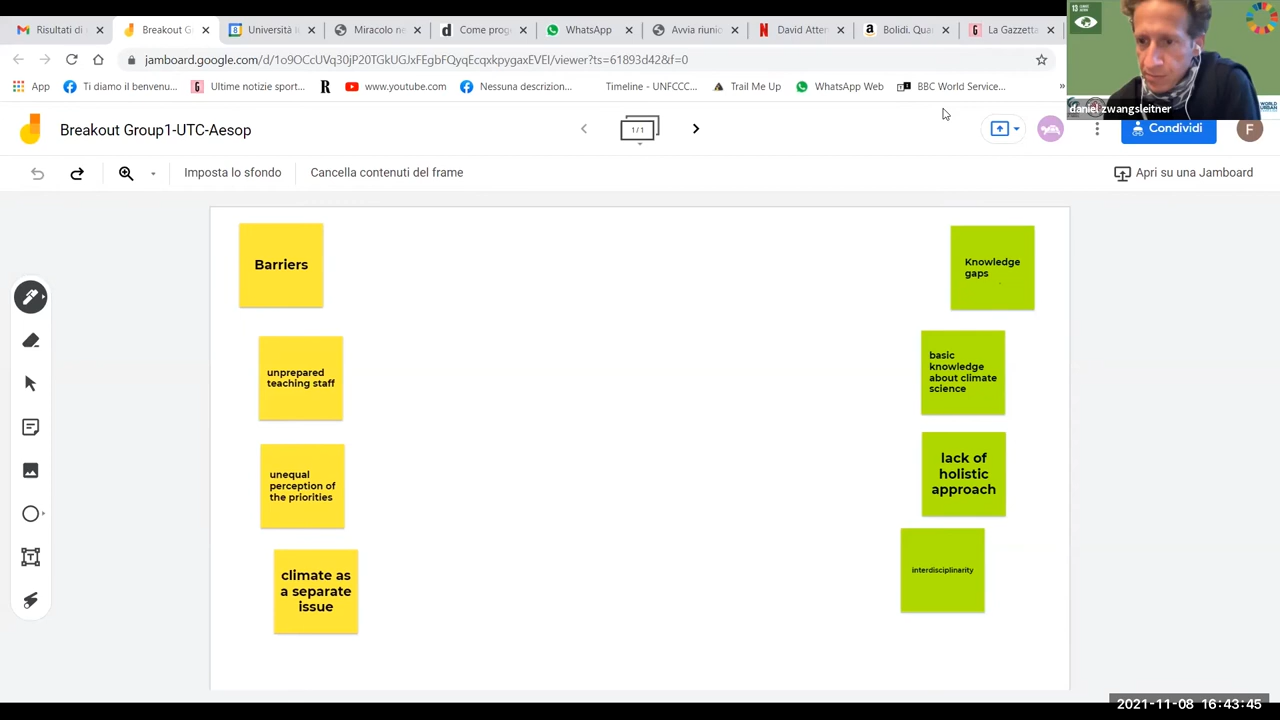 Risultati di
Breakout G
Università I
Miracolo ne
Come prog
WhatsApp
Avvia riunio
David Atter
Bolidi. Qua
La Gazzett
jamboard.google.com/d/1o9OCcUVq30jP20TGkUGJxFEgbFQyqEcqxkpygaxEVEI/viewer?ts=61893d42&f=0
App
Ti diamo il benvenu...
Ultime notizie sport...
www.youtube.com
Nessuna descrizion...
Timeline - UNFCCC...
Trail Me Up
WhatsApp Web
BBC World Service...
daniel zwangsleitner
Breakout Group1-UTC-Aesop
1/1
Condividi
F
Imposta lo sfondo
Cancella contenuti del frame
Apri su una Jamboard
Barriers
unprepared
teaching staff
unequal
perception of
the priorities
climate as
a separate
issue
Knowledge
gaps
basic
knowledge
about climate
science
lack of
holistic
approach
interdisciplinarity
2021-11-08 16:43:45